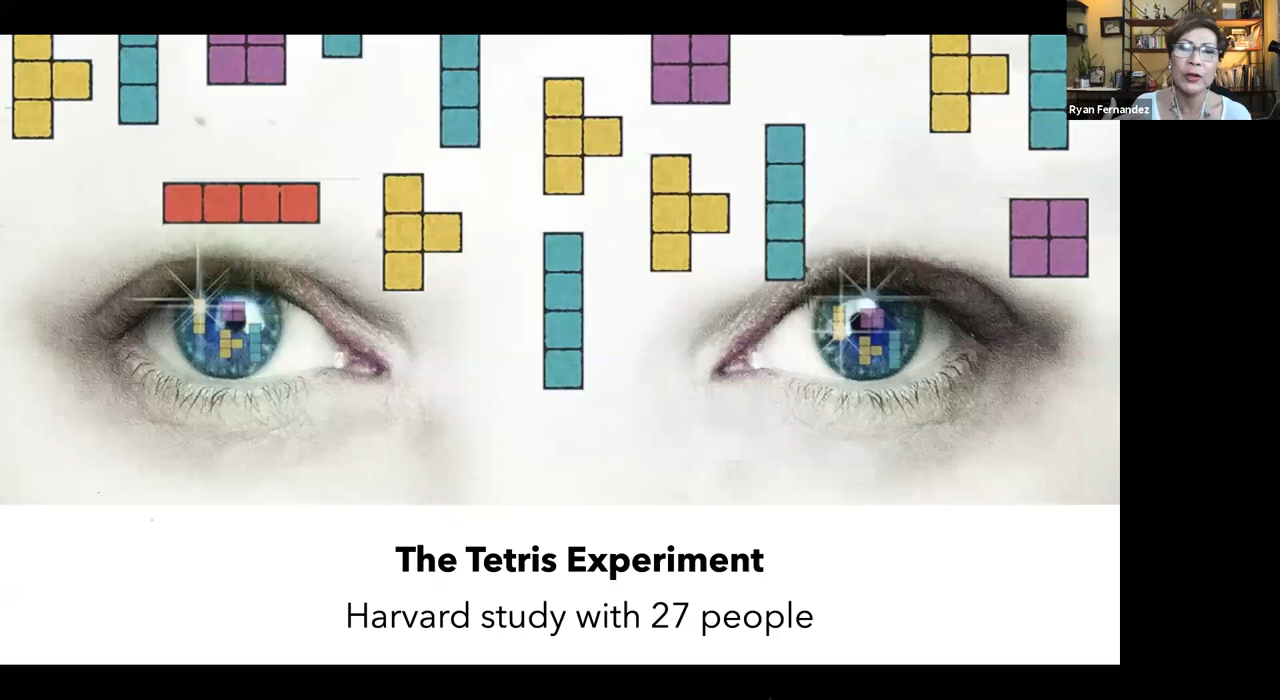 Ryan Fernandez
The Tetris Experiment
Harvard study with 27 people